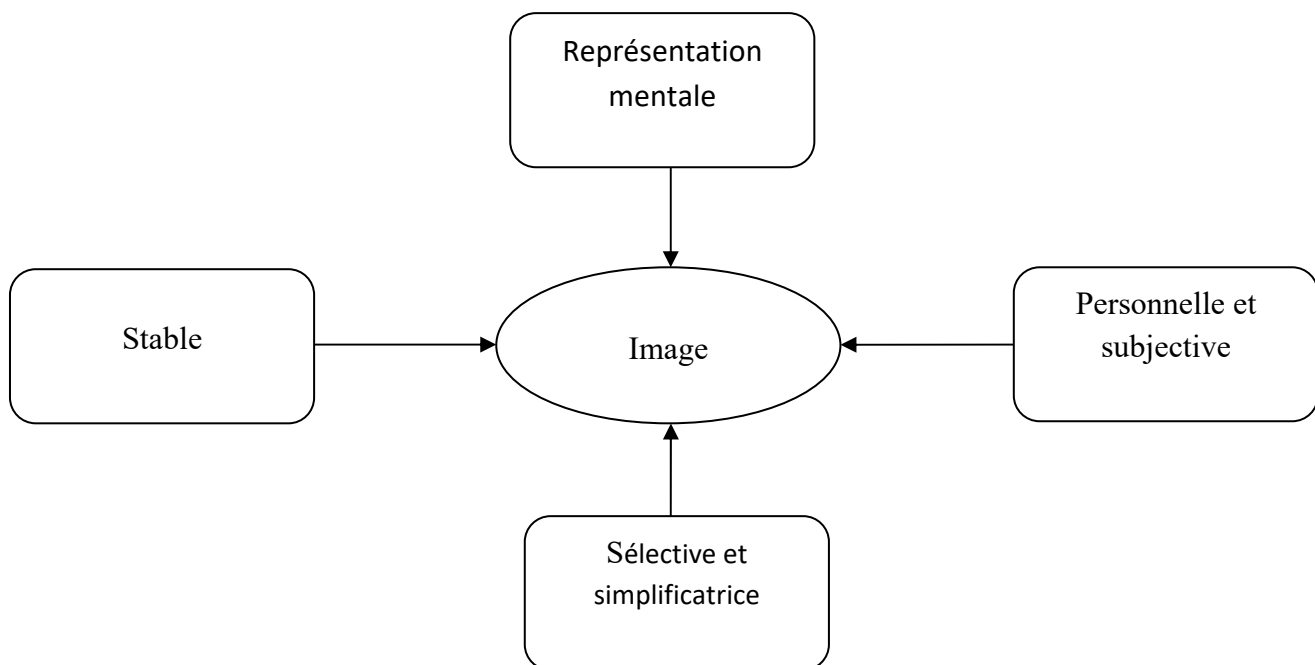 Représentation
mentale
Stable
Image
Personnelle et
subjective
Sélective et
simplificatrice